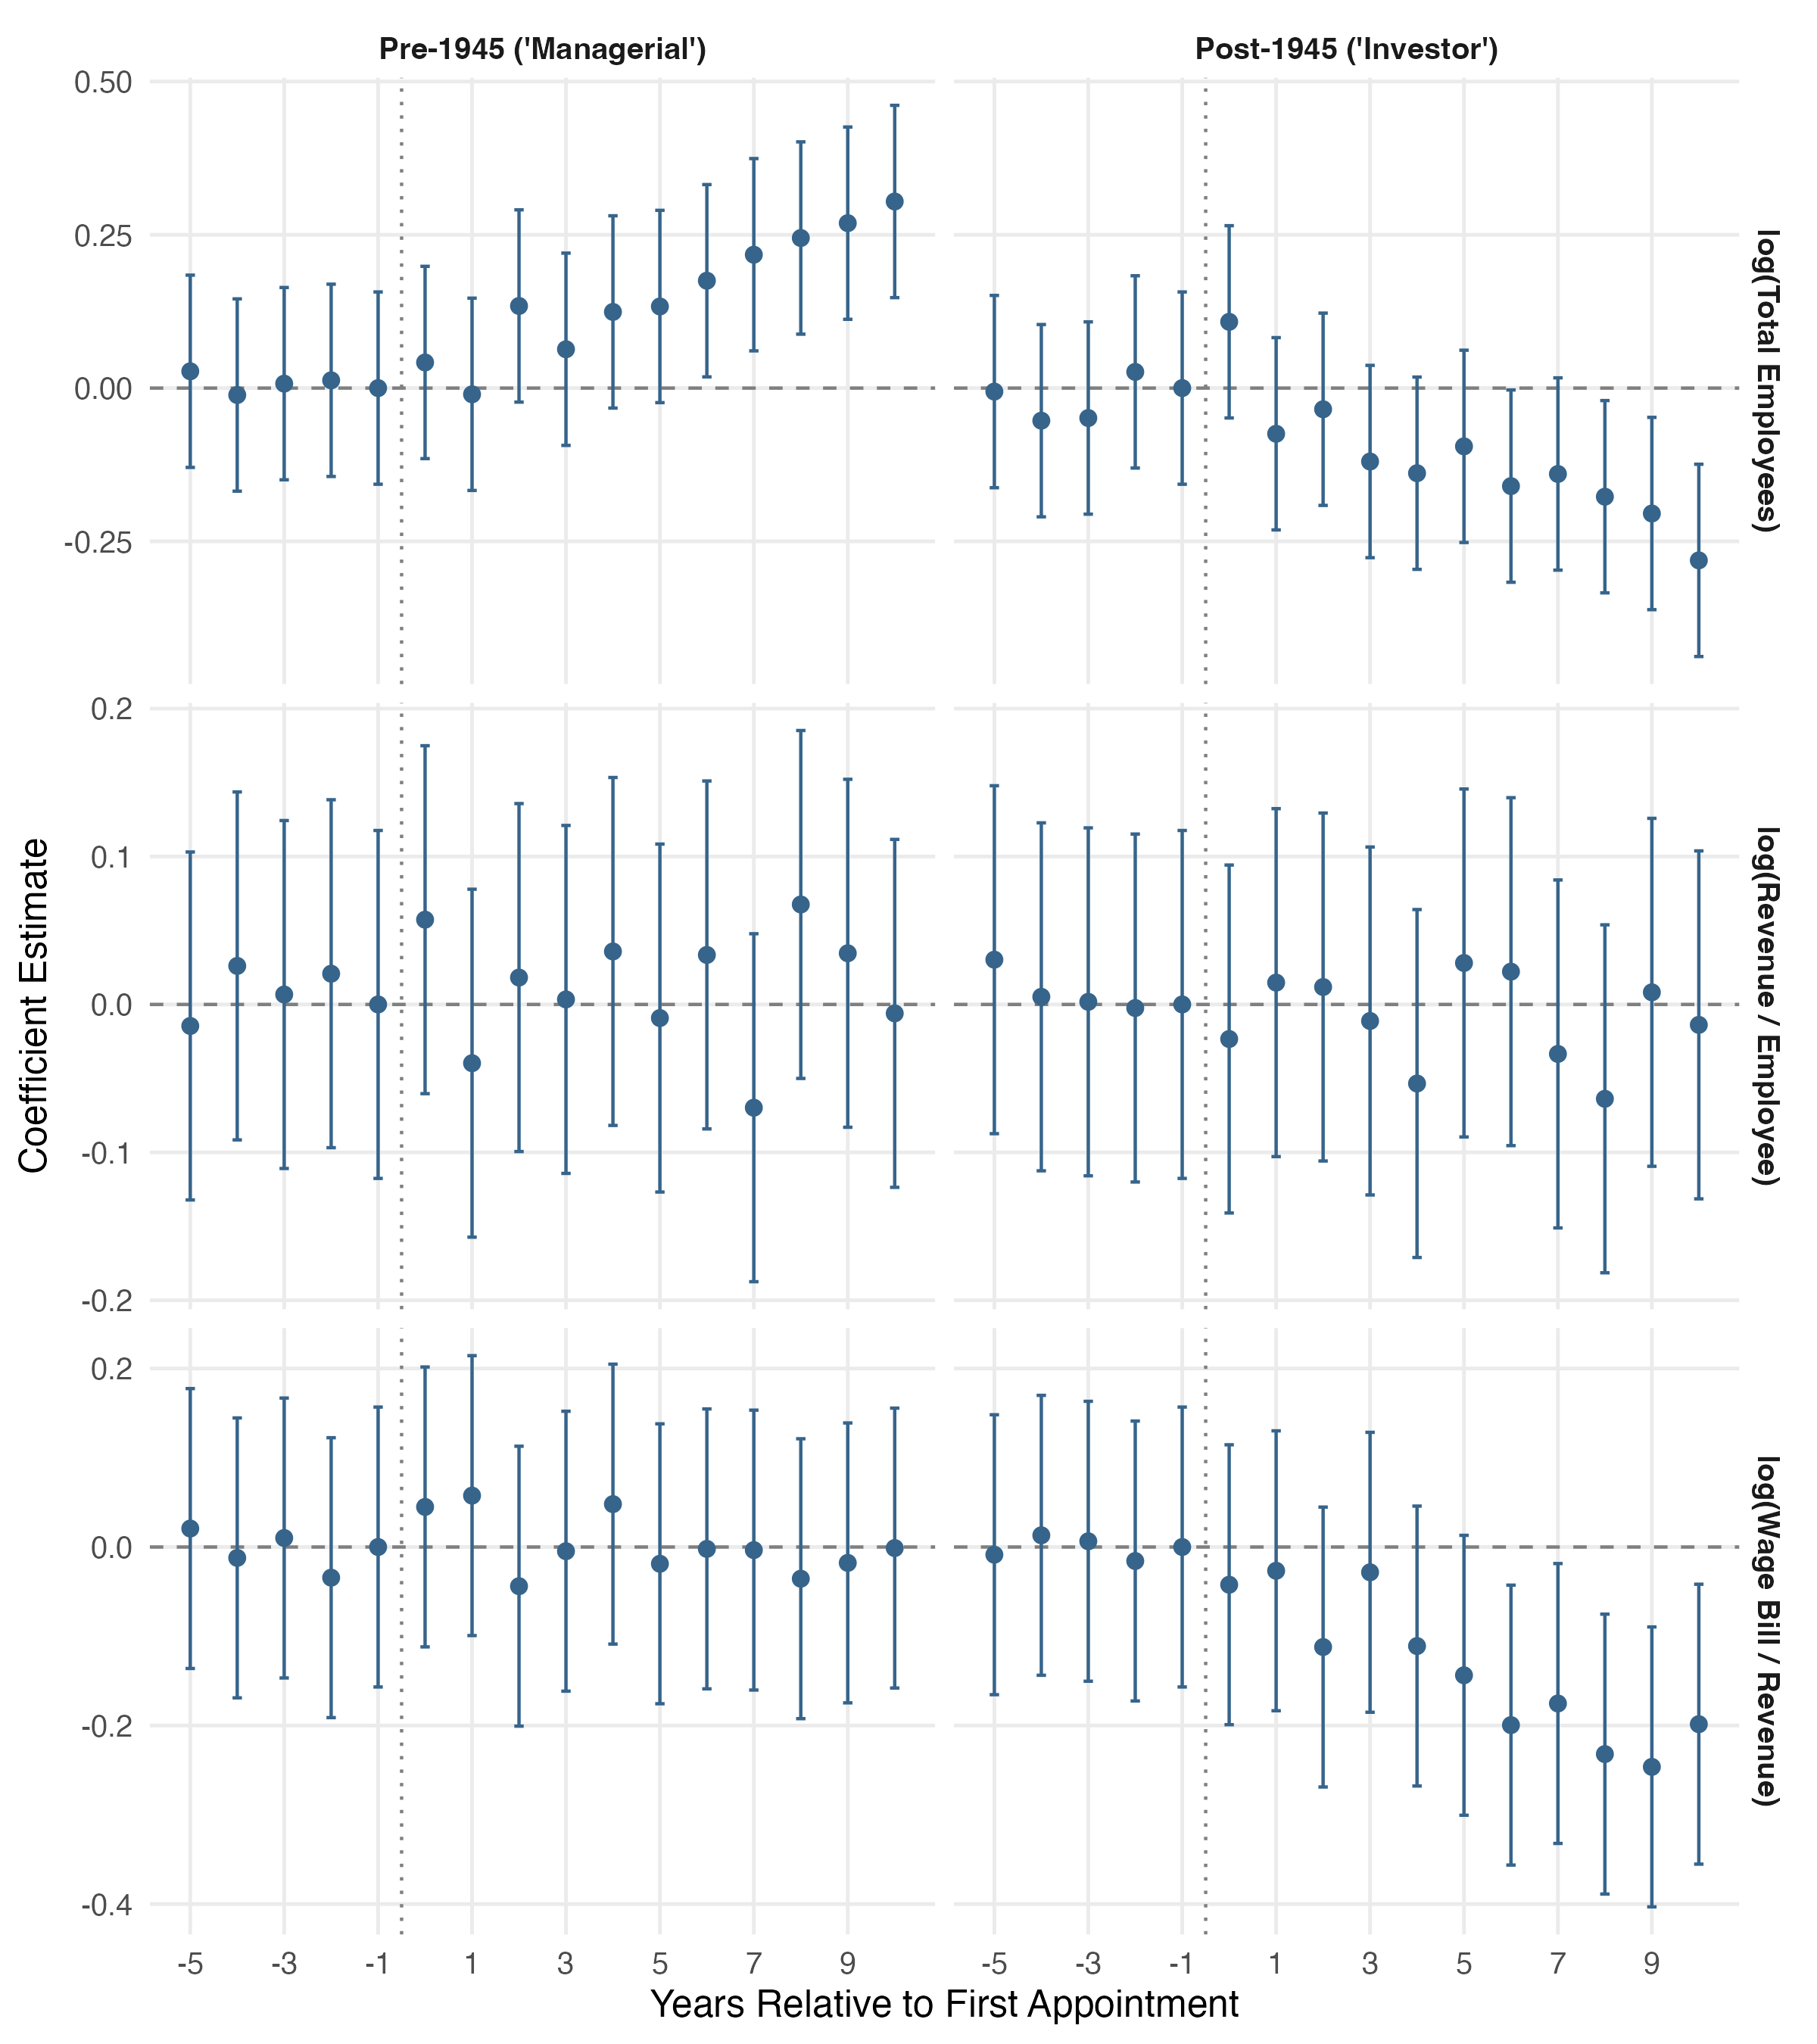 Pre-1945 ('Managerial')
Post-1945 ('Investor')
0.50
0.25
0.00
-0.25
log(Total Employees)
Coefficient Estimate
0.2
0.1
0.0
-0.1
-0.2
log(Revenue / Employee)
0.2
0.0
-0.2
-0.4
log(Wage Bill / Revenue)
-5 -3 -1 1 3 5 7 9 -5 -3 -1 1 3 5 7 9
Years Relative to First Appointment